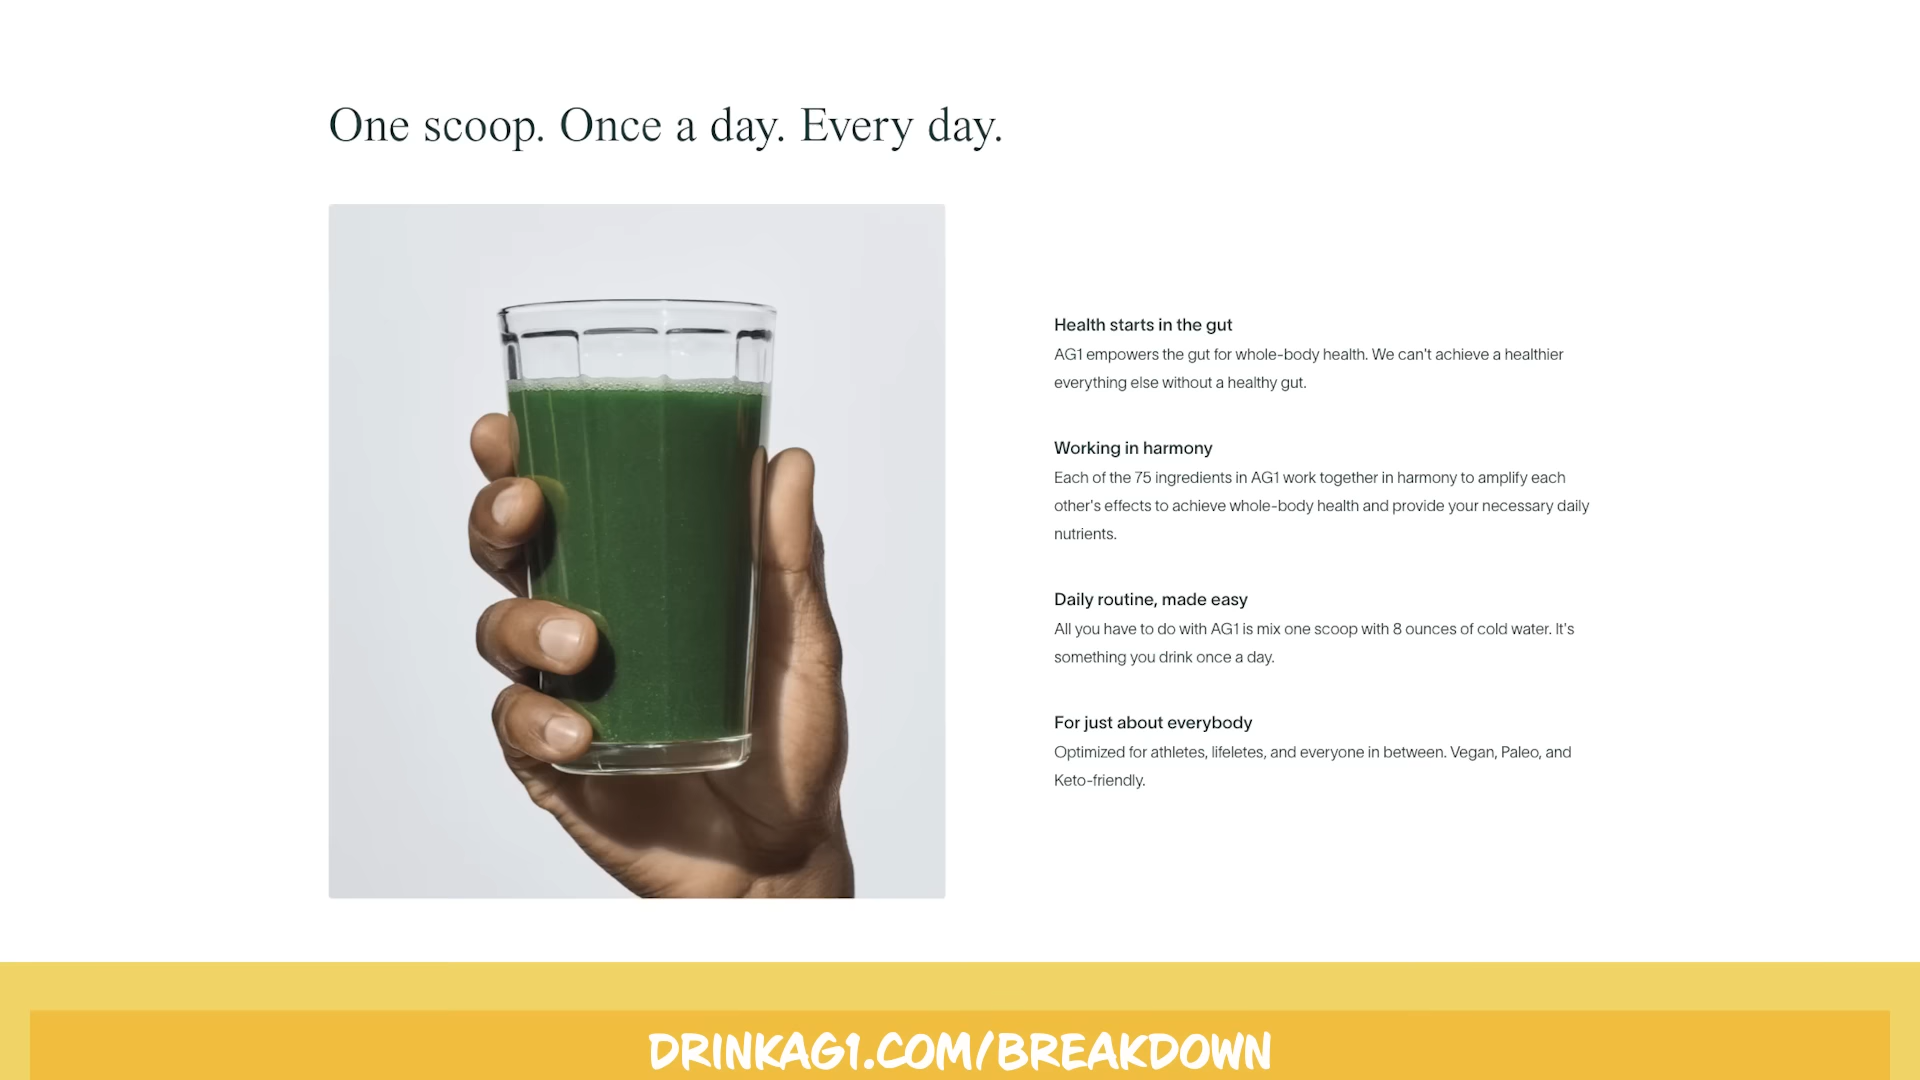 One scoop. Once a day. Every day.
Health starts in the gut
AG1 empowers the gut for whole-body health. We can't achieve a healthier
everything else without a healthy gut.
Working in harmony
Each of the 75 ingredients in AG1 work together in harmony to amplify each
other's effects to achieve whole-body health and provide your necessary daily
nutrients.
Daily routine, made easy
All you have to do with AG1 is mix one scoop with 8 ounces of cold water. It's
something you drink once a day.
For just about everybody
Optimized for athletes, lifeletes, and everyone in between. Vegan, Paleo, and
Keto-friendly.
DRINKAG1.COM/BREAKDOWN